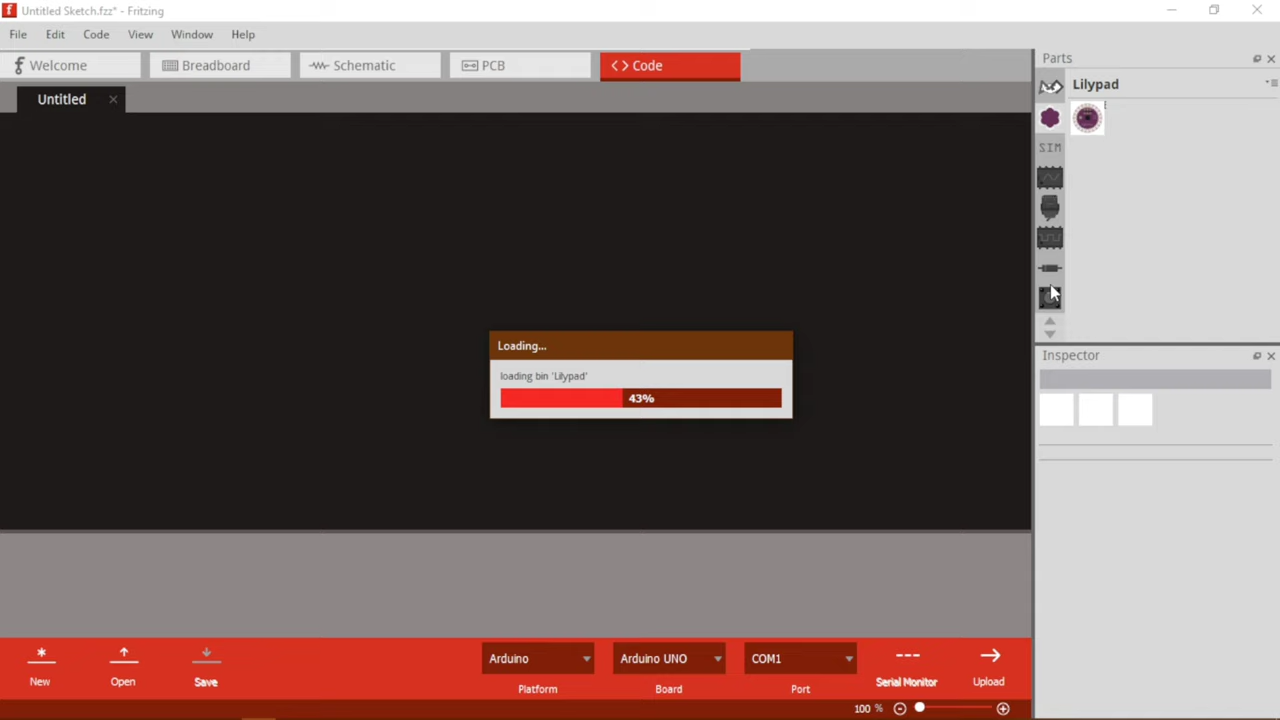 Untitled Sketch.fzz* - Fritzing
File Edit Code View Window Help
Welcome Breadboard Schematic PCB <> Code
Parts
Untitled
Lilypad
SIM
Loading...
loading bin 'Lilypad'
43%
Inspector
New Open Save
Arduino Arduino UNO COM1
Platform Board Port
Serial Monitor Upload
100 %